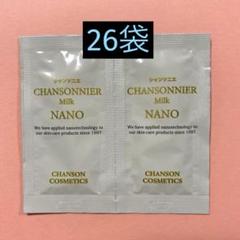 26袋
シャンソニエ
CHANSONNIER
Milk
NANO
We have applied nanotechnology to
our skin-care products since 1997
CHANSON
COSMETICS
シャンソニエ
CHANSONNIER
Milk
NANO
We have applied nanotechnology to
our skin-care products since 1997
CHANSON
COSMETICS